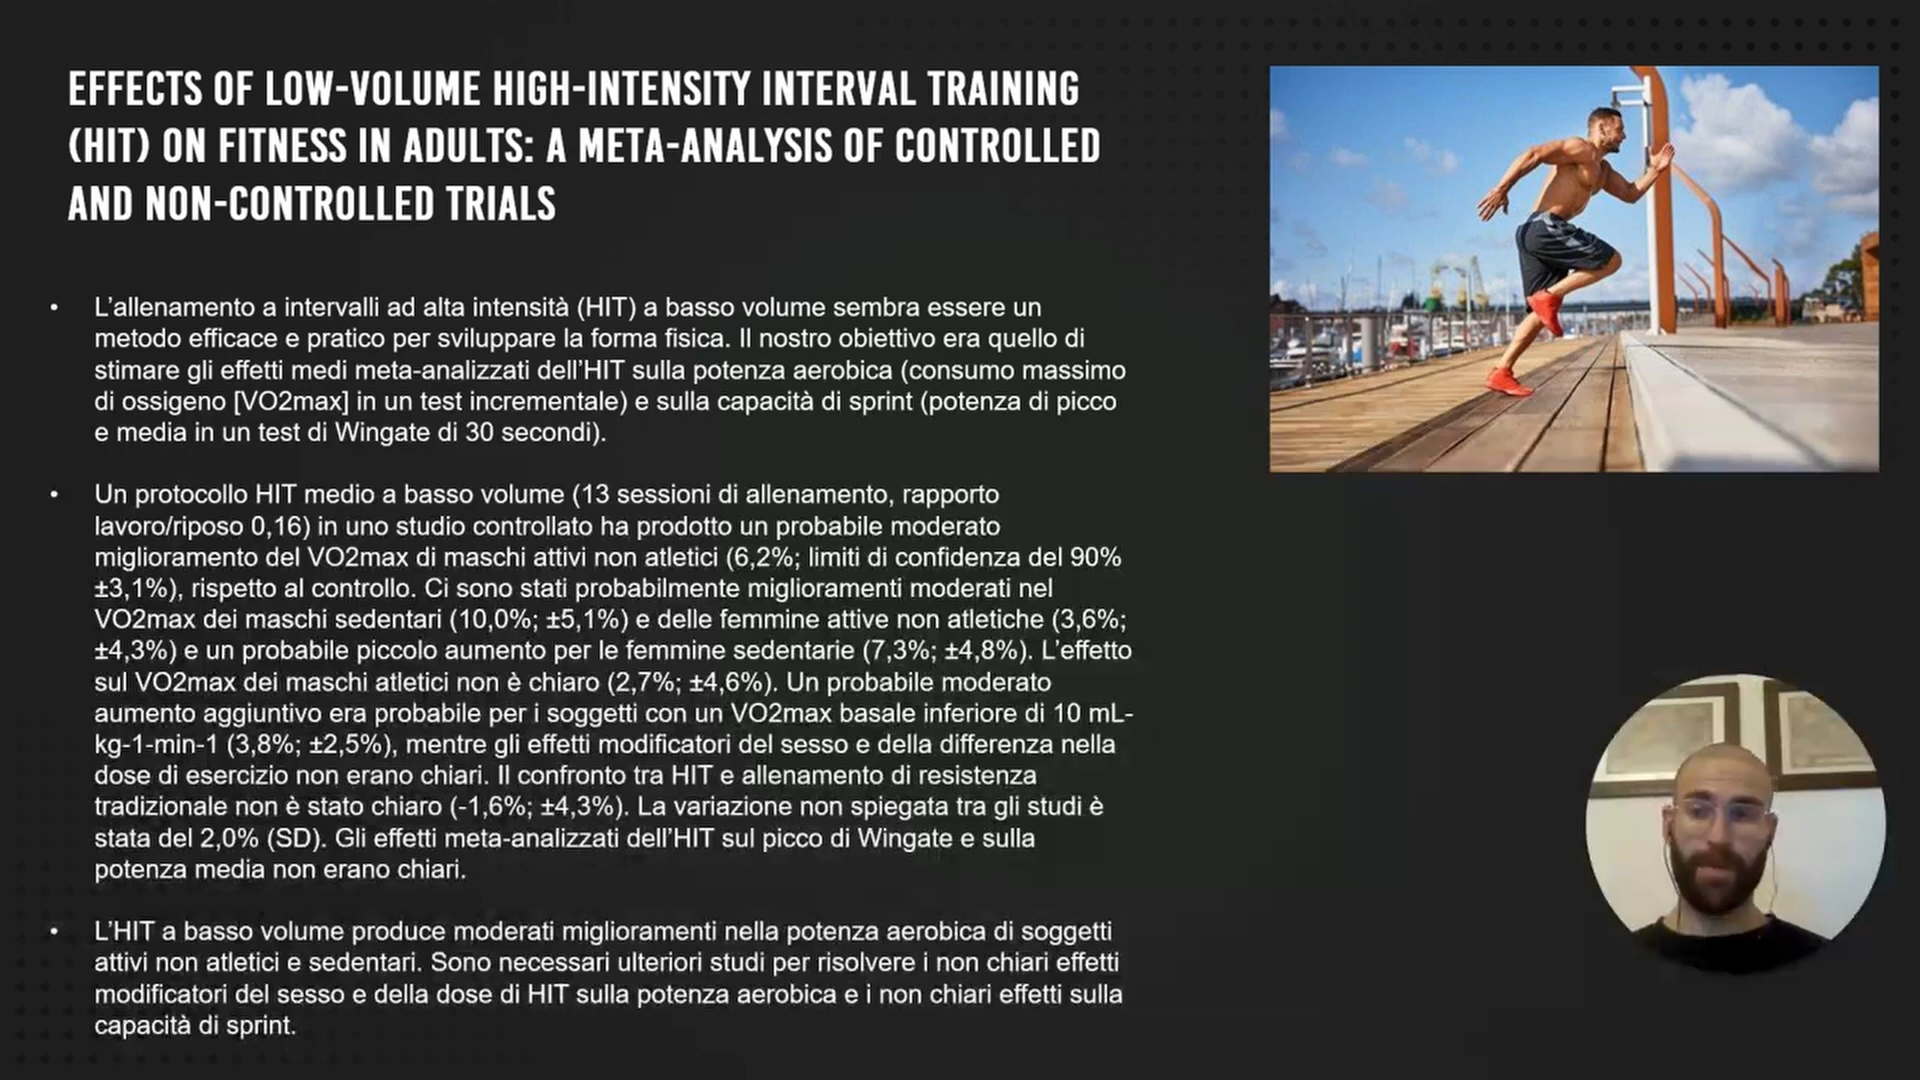 EFFECTS OF LOW-VOLUME HIGH-INTENSITY INTERVAL TRAINING
(HIT) ON FITNESS IN ADULTS: A META-ANALYSIS OF CONTROLLED
AND NON-CONTROLLED TRIALS
• L’allenamento a intervalli ad alta intensità (HIT) a basso volume sembra essere un
metodo efficace e pratico per sviluppare la forma fisica. Il nostro obiettivo era quello di
stimare gli effetti medi meta-analizzati dell’HIT sulla potenza aerobica (consumo massimo
di ossigeno [VO2max] in un test incrementale) e sulla capacità di sprint (potenza di picco
e media in un test di Wingate di 30 secondi).
• Un protocollo HIT medio a basso volume (13 sessioni di allenamento, rapporto
lavoro/riposo 0,16) in uno studio controllato ha prodotto un probabile moderato
miglioramento del VO2max di maschi attivi non atletici (6,2%; limiti di confidenza del 90%
±3,1%), rispetto al controllo. Ci sono stati probabilmente miglioramenti moderati nel
VO2max dei maschi sedentari (10,0%; ±5,1%) e delle femmine attive non atletiche (3,6%;
±4,3%) e un probabile piccolo aumento per le femmine sedentarie (7,3%; ±4,8%). L’effetto
sul VO2max dei maschi atletici non è chiaro (2,7%; ±4,6%). Un probabile moderato
aumento aggiuntivo era probabile per i soggetti con un VO2max basale inferiore di 10 mL-
kg-1-min-1 (3,8%; ±2,5%), mentre gli effetti modificatori del sesso e della differenza nella
dose di esercizio non erano chiari. Il confronto tra HIT e allenamento di resistenza
tradizionale non è stato chiaro (-1,6%; ±4,3%). La variazione non spiegata tra gli studi è
stata del 2,0% (SD). Gli effetti meta-analizzati dell’HIT sul picco di Wingate e sulla
potenza media non erano chiari.
• L’HIT a basso volume produce moderati miglioramenti nella potenza aerobica di soggetti
attivi non atletici e sedentari. Sono necessari ulteriori studi per risolvere i non chiari effetti
modificatori del sesso e della dose di HIT sulla potenza aerobica e i non chiari effetti sulla
capacità di sprint.